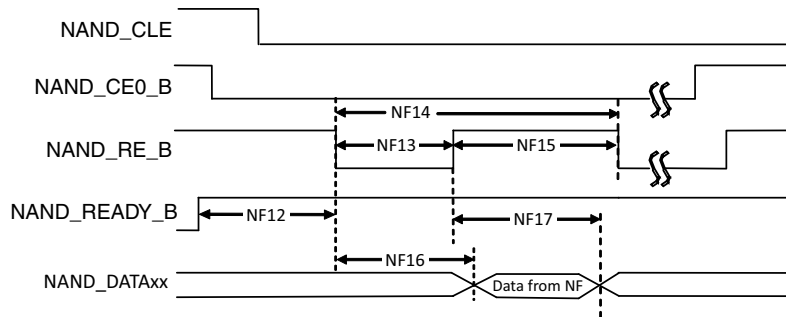 NAND_CLE
NAND_CE0_B
NF14
NAND_RE_B
NF13
NF15
NAND_READY_B
NF12
NF17
NF16
NAND_DATAxx
Data from NF